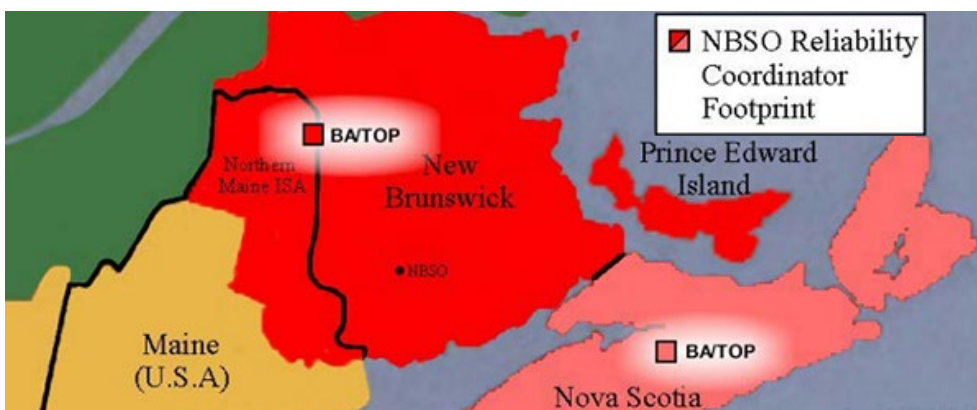 NBSO Reliability
Coordinator
Footprint
BA/TOP
Northern
Maine ISA
New
Brunswick
Prince Edward
Island
NBSO
Maine
(U.S.A)
BA/TOP
Nova Scotia